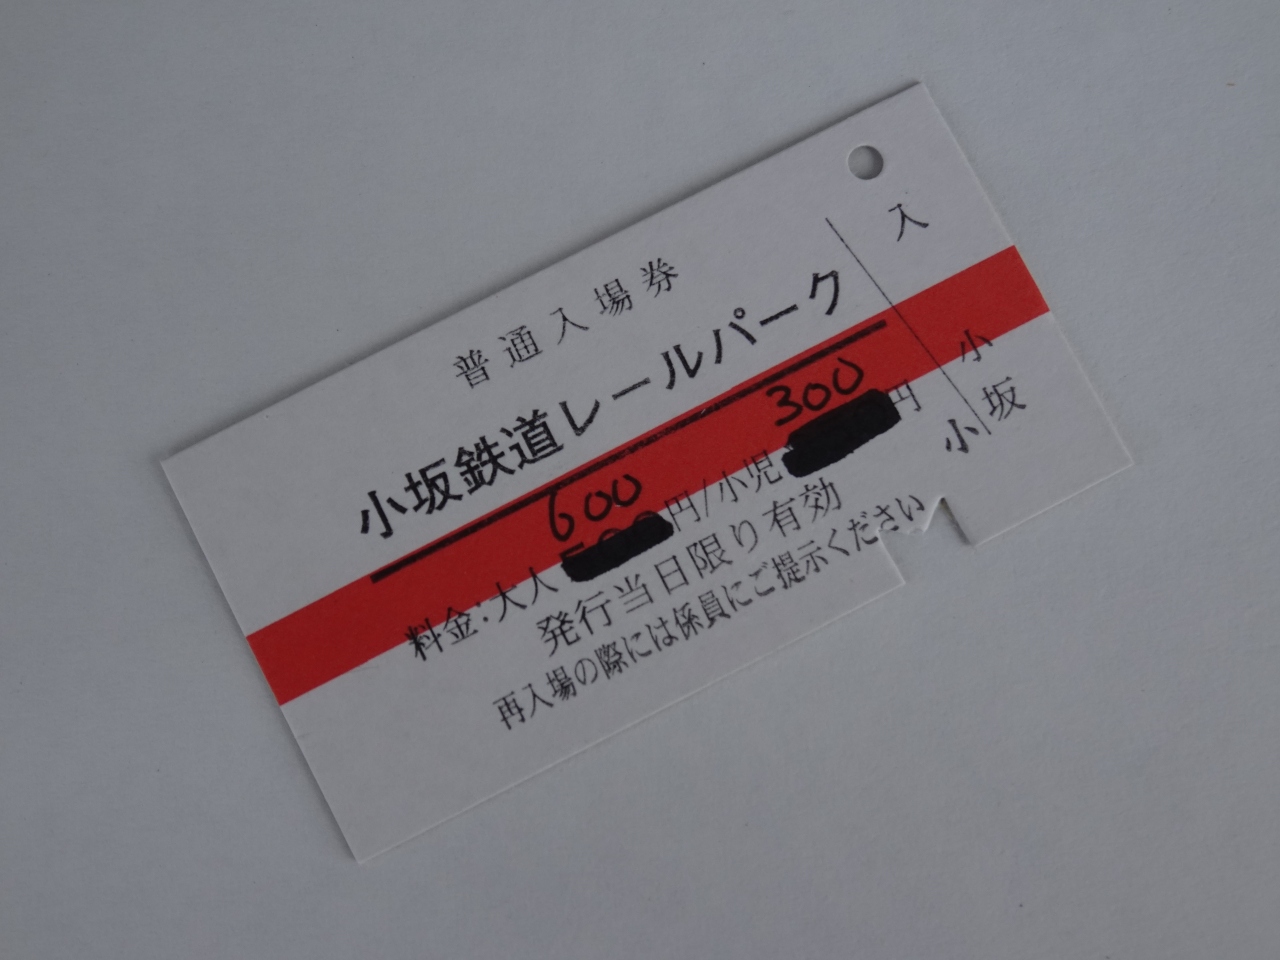 普通入場券
小坂鉄道レールパーク
600 300
料金:大人 円/小児 円
発行当日限り有効
再入場の際には係員にご提示ください
入
小
坂
小